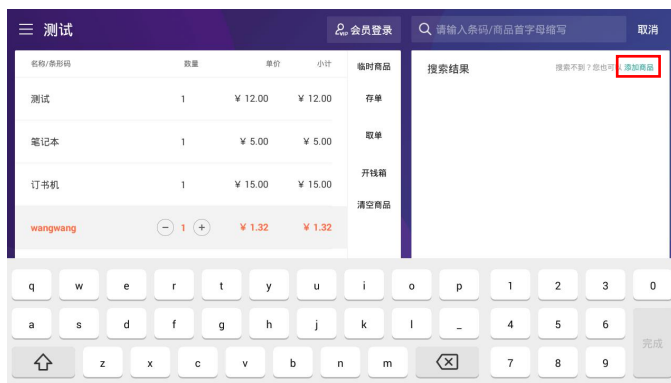 测试
会员登录
请输入条码/商品首字母缩写
取消
名称/条形码 数量 单价 小计
测试 1 ¥ 12.00 ¥ 12.00
笔记本 1 ¥ 5.00 ¥ 5.00
订书机 1 ¥ 15.00 ¥ 15.00
wangwang 1 ¥ 1.32 ¥ 1.32
临时商品
存单
取单
开钱箱
清空商品
搜索结果
搜索不到？您也可以 添加商品
q w e r t y u i o p 1 2 3 0
a s d f g h j k l _ 4 5 6
完成
z x c v b n m 7 8 9